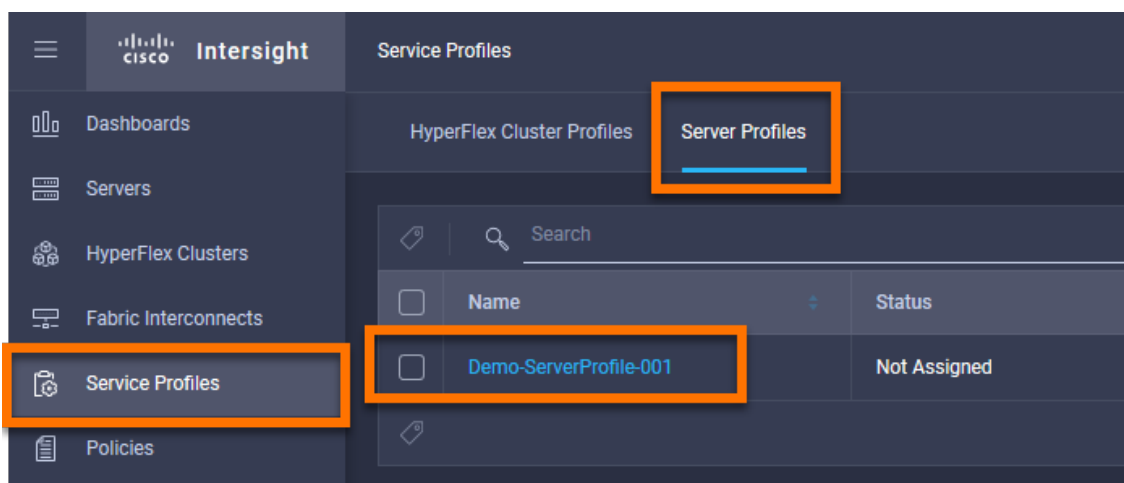 cisco Intersight
Service Profiles
Dashboards
Servers
HyperFlex Clusters
Fabric Interconnects
Service Profiles
Policies
HyperFlex Cluster Profiles
Server Profiles
Search
Name
Status
Demo-ServerProfile-001
Not Assigned